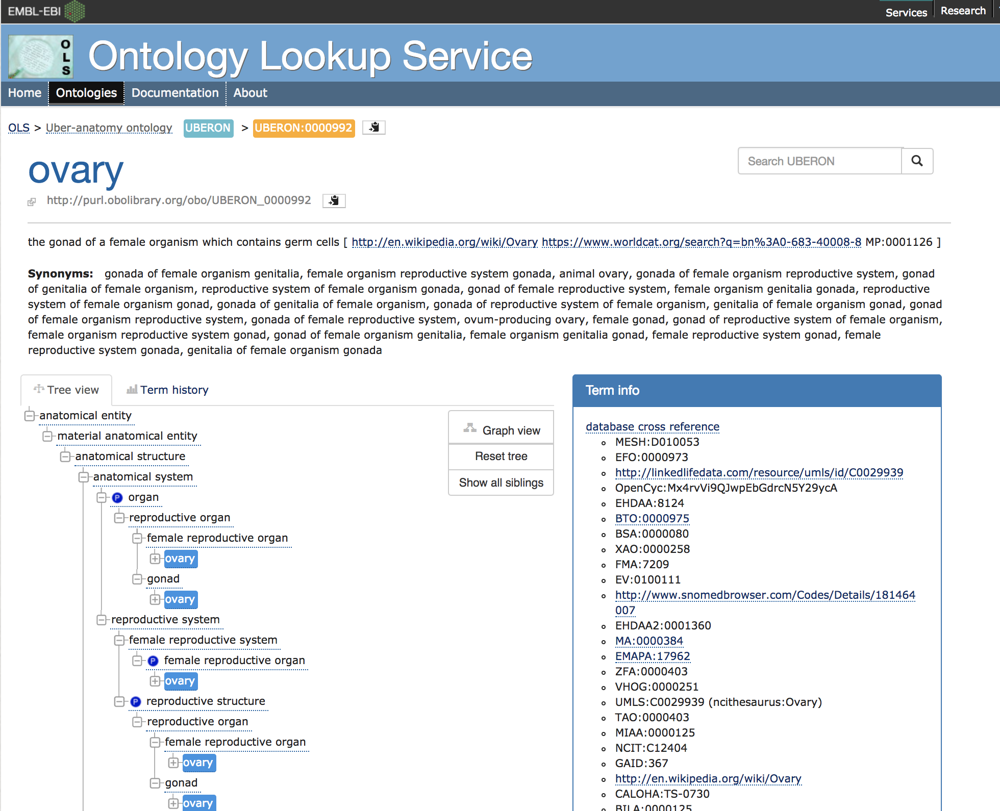 EMBL-EBI
Services
Research
OLS
Ontology Lookup Service
Home
Ontologies
Documentation
About
OLS > Uber-anatomy ontology UBERON > UBERON:0000992
ovary
Search UBERON
http://purl.obolibrary.org/obo/UBERON_0000992
the gonad of a female organism which contains germ cells [ http://en.wikipedia.org/wiki/Ovary https://www.worldcat.org/search?q=bn%3A0-683-40008-8 MP:0001126 ]
Synonyms: gonada of female organism genitalia, female organism reproductive system gonada, animal ovary, gonada of female organism reproductive system, gonad
of genitalia of female organism, reproductive system of female organism gonada, gonad of female reproductive system, female organism genitalia gonada, reproductive
system of female organism gonad, gonada of genitalia of female organism, gonada of reproductive system of female organism, genitalia of female organism gonad, gonad
of female organism reproductive system, gonada of female reproductive system, ovum-producing ovary, female gonad, gonad of reproductive system of female organism,
female organism reproductive system gonad, gonad of female organism genitalia, female organism genitalia gonad, female reproductive system gonad, female
reproductive system gonada, genitalia of female organism gonada
Tree view
Term history
anatomical entity
material anatomical entity
anatomical structure
anatomical system
P organ
reproductive organ
female reproductive organ
ovary
gonad
ovary
reproductive system
female reproductive system
P female reproductive organ
ovary
P reproductive structure
reproductive organ
female reproductive organ
ovary
gonad
ovary
Graph view
Reset tree
Show all siblings
Term info
database cross reference
MESH:D010053
EFO:0000973
http://linkedlifedata.com/resource/umls/id/C0029939
OpenCyc:Mx4rvVi9QJwpEbGdrcN5Y29ycA
EHDAA:8124
BTO:0000975
BSA:0000080
XAO:0000258
FMA:7209
EV:0100111
http://www.snomedbrowser.com/Codes/Details/181464
007
EHDAA2:0001360
MA:0000384
EMAPA:17962
ZFA:0000403
VHOG:0000251
UMLS:C0029939 (ncithesaurus:Ovary)
TAO:0000403
MIAA:0000125
NCIT:C12404
GAID:367
http://en.wikipedia.org/wiki/Ovary
CALOHA:TS-0730
BILA:0000125